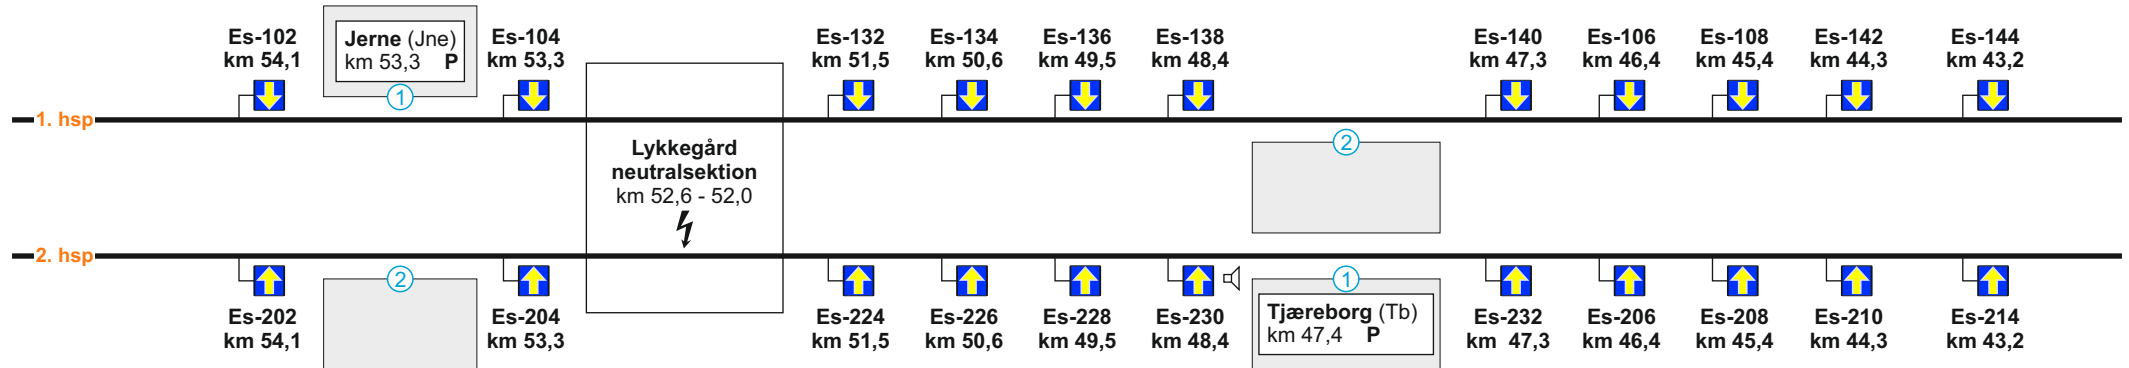 Es-102
km 54,1
Jerne (Jne)
km 53,3 P
1
Es-104
km 53,3
Es-132
km 51,5
Es-134
km 50,6
Es-136
km 49,5
Es-138
km 48,4
Es-140
km 47,3
Es-106
km 46,4
Es-108
km 45,4
Es-142
km 44,3
Es-144
km 43,2
1. hsp
Lykkegård
neutralsektion
km 52,6 - 52,0
2
2. hsp
2
1
Es-202
km 54,1
Es-204
km 53,3
Es-224
km 51,5
Es-226
km 50,6
Es-228
km 49,5
Es-230
km 48,4
Tjæreborg (Tb)
km 47,4 P
Es-232
km 47,3
Es-206
km 46,4
Es-208
km 45,4
Es-210
km 44,3
Es-214
km 43,2